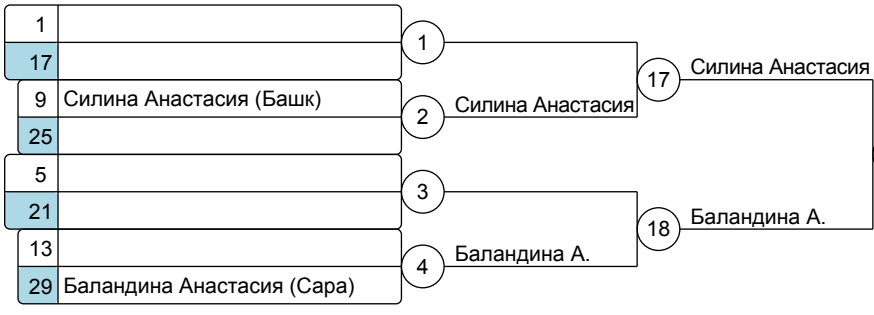 1
1
17
Силина Анастасия
17
9 Силина Анастасия (Башк)
Силина Анастасия
2
25
5
3
21
Баландина А.
18
13
Баландина А.
4
29 Баландина Анастасия (Сара)